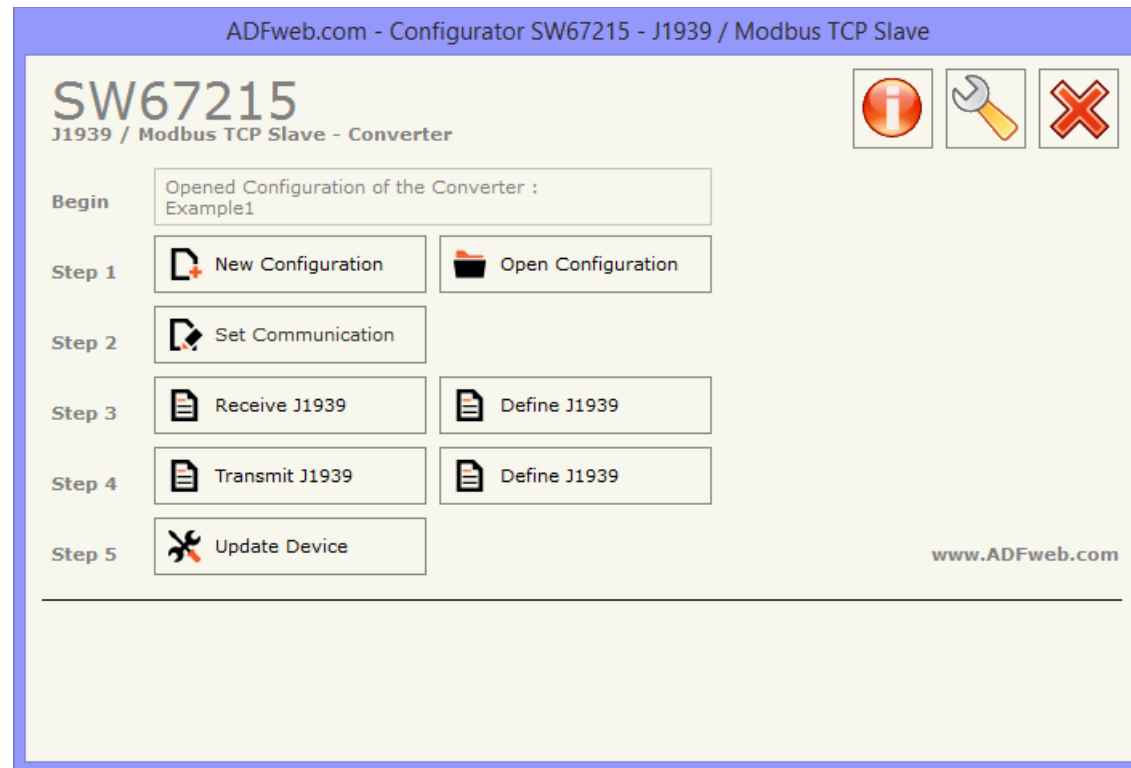 ADFweb.com - Configurator SW67215 - J1939 / Modbus TCP Slave
SW67215
J1939 / Modbus TCP Slave - Converter
Begin
Opened Configuration of the Converter :
Example1
Step 1
New Configuration
Open Configuration
Step 2
Set Communication
Step 3
Receive J1939
Define J1939
Step 4
Transmit J1939
Define J1939
Step 5
Update Device
www.ADFweb.com